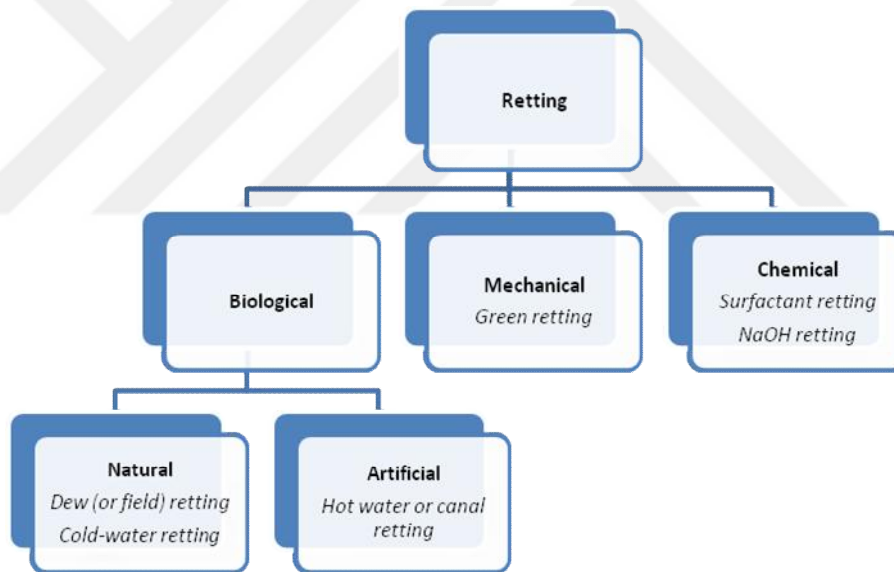 Retting
Biological
Mechanical
Green retting
Chemical
Surfactant retting
NaOH retting
Natural
Dew (or field) retting
Cold-water retting
Artificial
Hot water or canal
retting